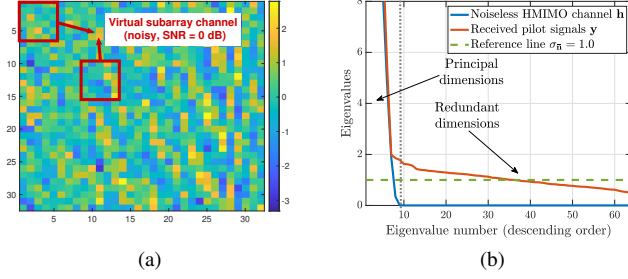 Virtual subarray channel
(noisy, SNR = 0 dB)
5
10
15
20
25
30
5
10
15
20
25
30
2
1
0
-1
-2
-3
(a)
8
6
4
2
0
Eigenvalues
Noiseless HMIMO channel h
Received pilot signals y
Reference line σn̄ = 1.0
Principal
dimensions
Redundant
dimensions
0
10
20
30
40
50
60
Eigenvalue number (descending order)
(b)